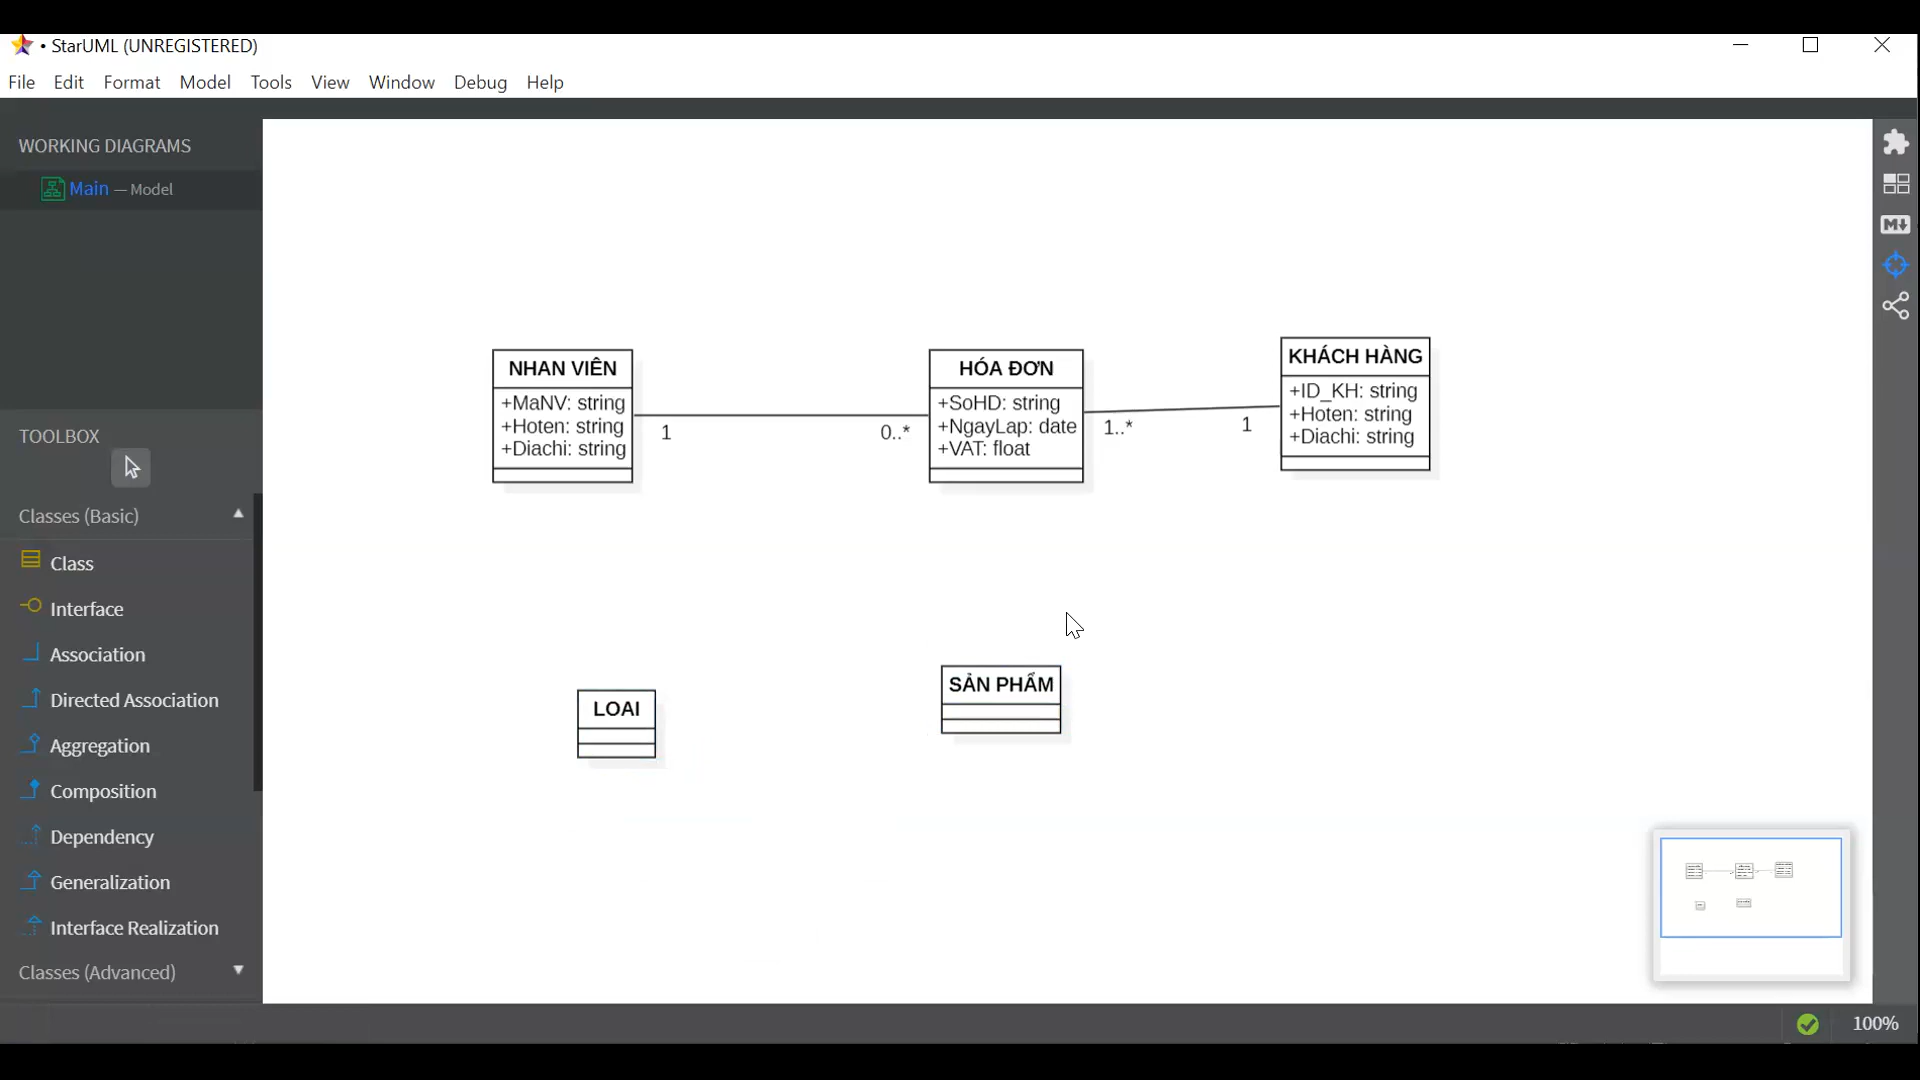 • StarUML (UNREGISTERED)
File Edit Format Model Tools View Window Debug Help
WORKING DIAGRAMS
Main — Model
TOOLBOX
Classes (Basic)
Class
Interface
Association
Directed Association
Aggregation
Composition
Dependency
Generalization
Interface Realization
Classes (Advanced)
NHAN VIÊN
+MaNV: string
+Hoten: string
+Diachi: string
1
0..*
HÓA ĐƠN
+SoHD: string
+NgayLap: date
+VAT: float
1..*
1
KHÁCH HÀNG
+ID_KH: string
+Hoten: string
+Diachi: string
LOAI
SẢN PHẨM
M
100%